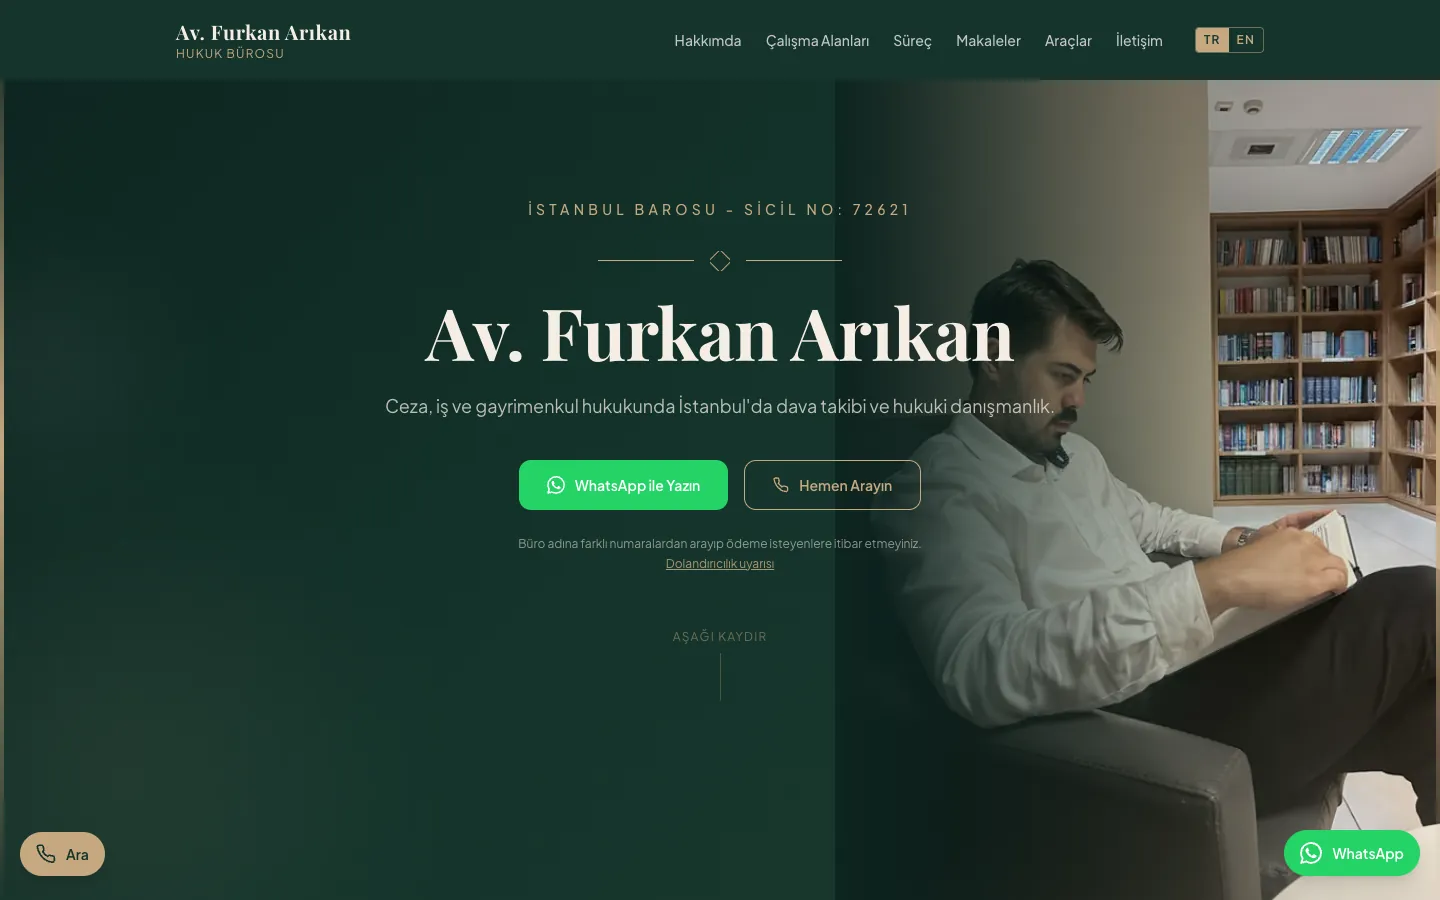 Av. Furkan Arıkan
HUKUK BÜROSU
Hakkımda
Çalışma Alanları
Süreç
Makaleler
Araçlar
İletişim
TR
EN
İSTANBUL BAROSU - SİCİL NO: 72621
Av. Furkan Arıkan
Ceza, iş ve gayrimenkul hukukunda İstanbul'da dava takibi ve hukuki danışmanlık.
WhatsApp ile Yazın
Hemen Arayın
Büro adına farklı numaralardan arayıp ödeme isteyenlere itibar etmeyiniz.
Dolandırıcılık uyarısı
AŞAĞI KAYDIR
Ara
WhatsApp